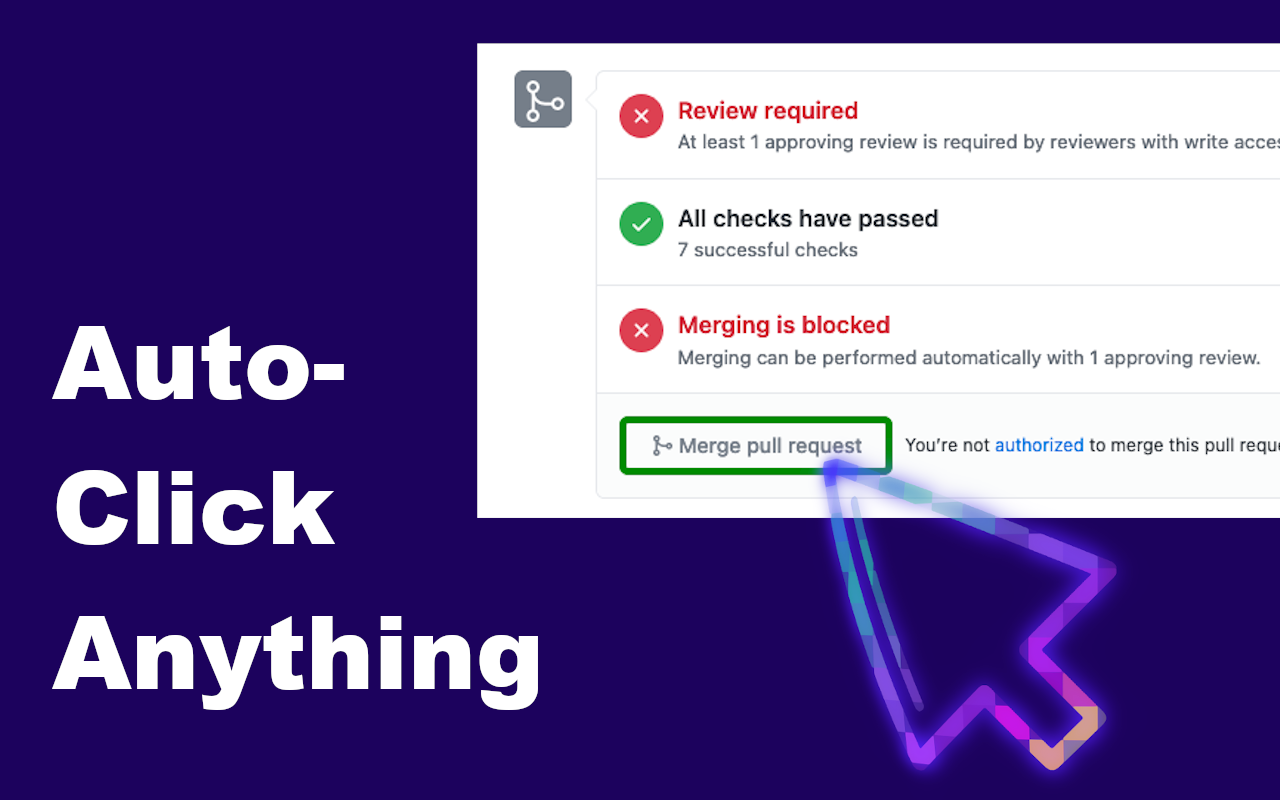 Auto-
Click
Anything
Review required
At least 1 approving review is required by reviewers with write acces
All checks have passed
7 successful checks
Merging is blocked
Merging can be performed automatically with 1 approving review.
Merge pull request
You're not authorized to merge this pull reque